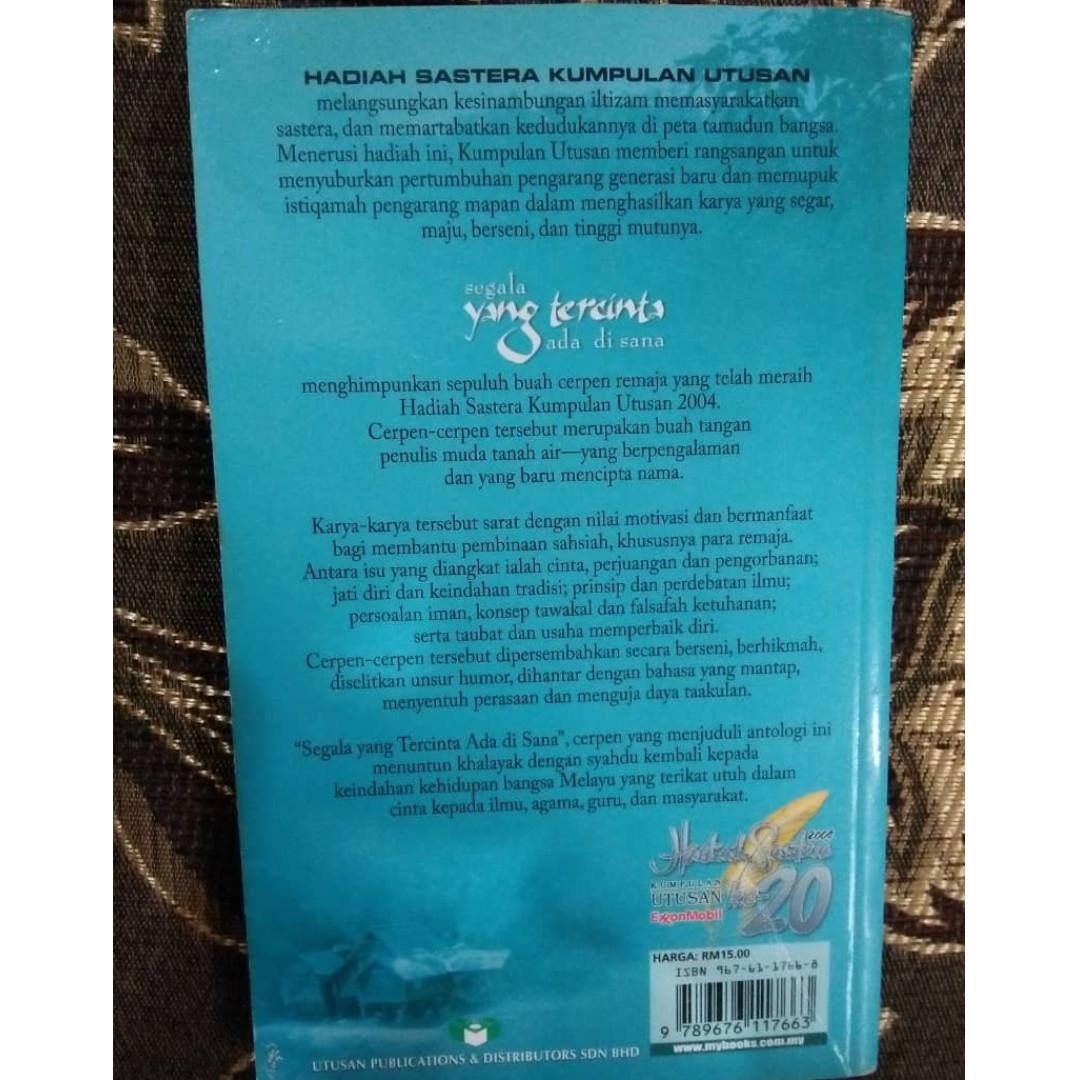 HADIAH SASTERA KUMPULAN UTUSAN
melangsungkan kesinambungan iltizam memasyarakatkan
sastera, dan memartabatkan kedudukannya di peta tamadun bangsa.
Menerusi hadiah ini, Kumpulan Utusan memberi rangsangan untuk
menyuburkan pertumbuhan pengarang generasi baru dan memupuk
istiqamah pengarang mapan dalam menghasilkan karya yang segar,
maju, berseni, dan tinggi mutunya.
segala
yang tercinta
ada di sana
menghimpunkan sepuluh buah cerpen remaja yang telah meraih
Hadiah Sastera Kumpulan Utusan 2004.
Cerpen-cerpen tersebut merupakan buah tangan
penulis muda tanah air—yang berpengalaman
dan yang baru mencipta nama.
Karya-karya tersebut sarat dengan nilai motivasi dan bermanfaat
bagi membantu pembinaan sahsiah, khususnya para remaja.
Antara isu yang diangkat ialah cinta, perjuangan dan pengorbanan;
jati diri dan keindahan tradisi; prinsip dan perdebatan ilmu;
persoalan iman, konsep tawakal dan falsafah ketuhanan;
serta taubat dan usaha memperbaik diri.
Cerpen-cerpen tersebut dipersembahkan secara berseni, berhikmah,
diselitkan unsur humor, dihantar dengan bahasa yang mantap,
menyentuh perasaan dan menguja daya taakulan.
"Segala yang Tercinta Ada di Sana", cerpen yang menjuduli antologi ini
menuntun khalayak dengan syahdu kembali kepada
keindahan kehidupan bangsa Melayu yang terikat utuh dalam
cinta kepada ilmu, agama, guru, dan masyarakat.
Hadiah Sastera
KUMPULAN
UTUSAN ke-20
ExxonMobil
HARGA: RM15.00
ISBN 967-61-1766-8
9 789676 117663
www.mybooks.com.my
UTUSAN PUBLICATIONS & DISTRIBUTORS SDN BHD